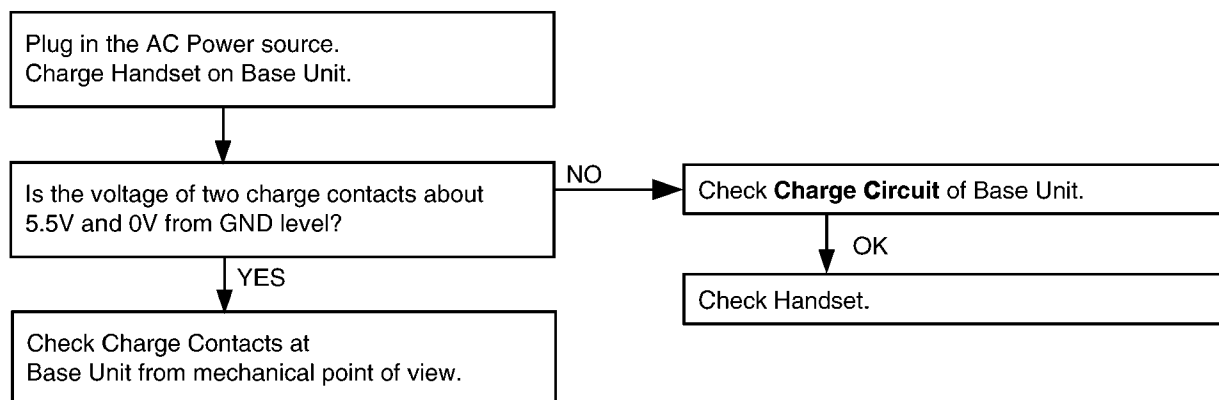 Plug in the AC Power source.
Charge Handset on Base Unit.
Is the voltage of two charge contacts about
5.5V and 0V from GND level?
NO
Check Charge Circuit of Base Unit.
OK
Check Handset.
YES
Check Charge Contacts at
Base Unit from mechanical point of view.